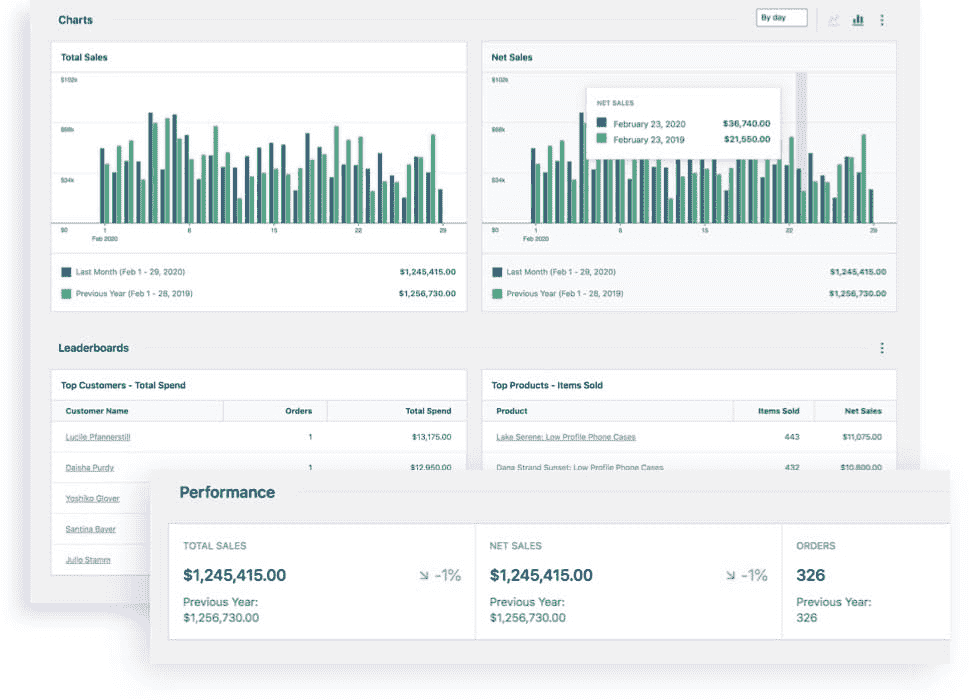 Charts
By day
Total Sales
$102k
$68k
$34k
$0
1
8
15
22
29
Feb 2020
Last Month (Feb 1 - 29, 2020) $1,245,415.00
Previous Year (Feb 1 - 28, 2019) $1,256,730.00
Net Sales
$102k
$68k
$34k
$0
NET SALES
February 23, 2020 $36,740.00
February 23, 2019 $21,550.00
1
8
15
22
29
Feb 2020
Last Month (Feb 1 - 29, 2020) $1,245,415.00
Previous Year (Feb 1 - 28, 2019) $1,256,730.00
Leaderboards
Top Customers - Total Spend
Customer Name Orders Total Spend
Lucile Pfannerstill 1 $13,175.00
Daisha Purdy 1 $12,950.00
Yoshiko Glover
Santina Bayer
Julio Stamm
Top Products - Items Sold
Product Items Sold Net Sales
Lake Serene: Low Profile Phone Cases 443 $11,075.00
Dana Strand Sunset: Low Profile Phone Cases 432 $10,800.00
Performance
TOTAL SALES
$1,245,415.00 -1%
Previous Year:
$1,256,730.00
NET SALES
$1,245,415.00 -1%
Previous Year:
$1,256,730.00
ORDERS
326
Previous Year:
326